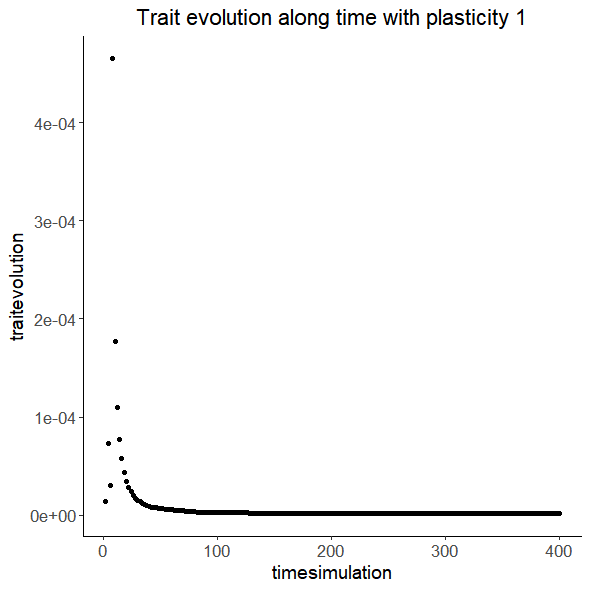 Trait evolution along time with plasticity 1
traitevolution
4e-04
3e-04
2e-04
1e-04
0e+00
0 100 200 300 400
timesimulation